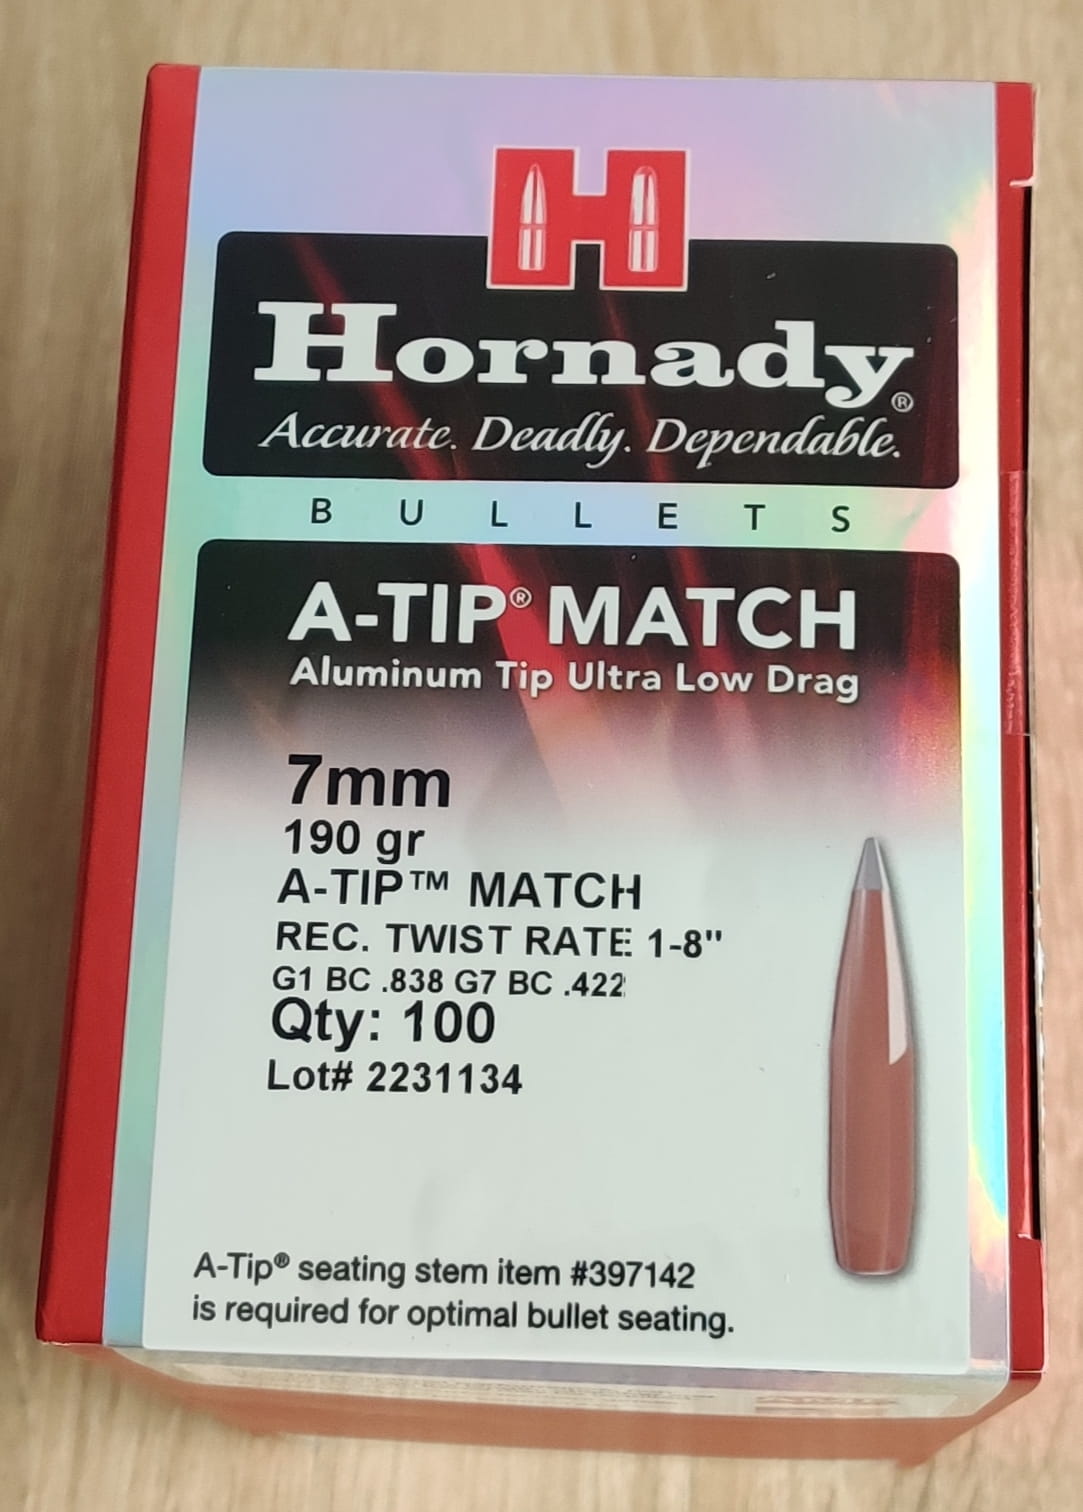 H
Hornady®
Accurate. Deadly. Dependable.
BULLETS
A-TIP® MATCH
Aluminum Tip Ultra Low Drag
7mm
190 gr
A-TIP™ MATCH
REC. TWIST RATE 1-8"
G1 BC .838 G7 BC .422
Qty: 100
Lot# 2231134
A-Tip® seating stem item #397142
is required for optimal bullet seating.